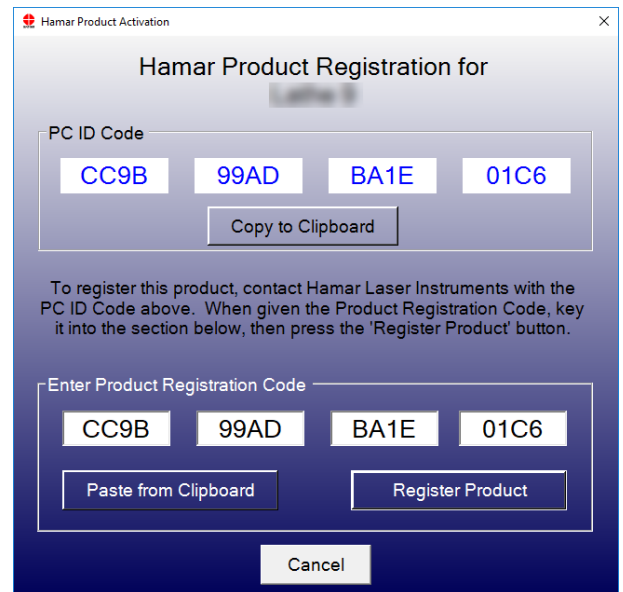 Hamar Product Activation
Hamar Product Registration for
PC ID Code
CC9B 99AD BA1E 01C6
Copy to Clipboard
To register this product, contact Hamar Laser Instruments with the
PC ID Code above. When given the Product Registration Code, key
it into the section below, then press the 'Register Product' button.
Enter Product Registration Code
CC9B 99AD BA1E 01C6
Paste from Clipboard Register Product
Cancel